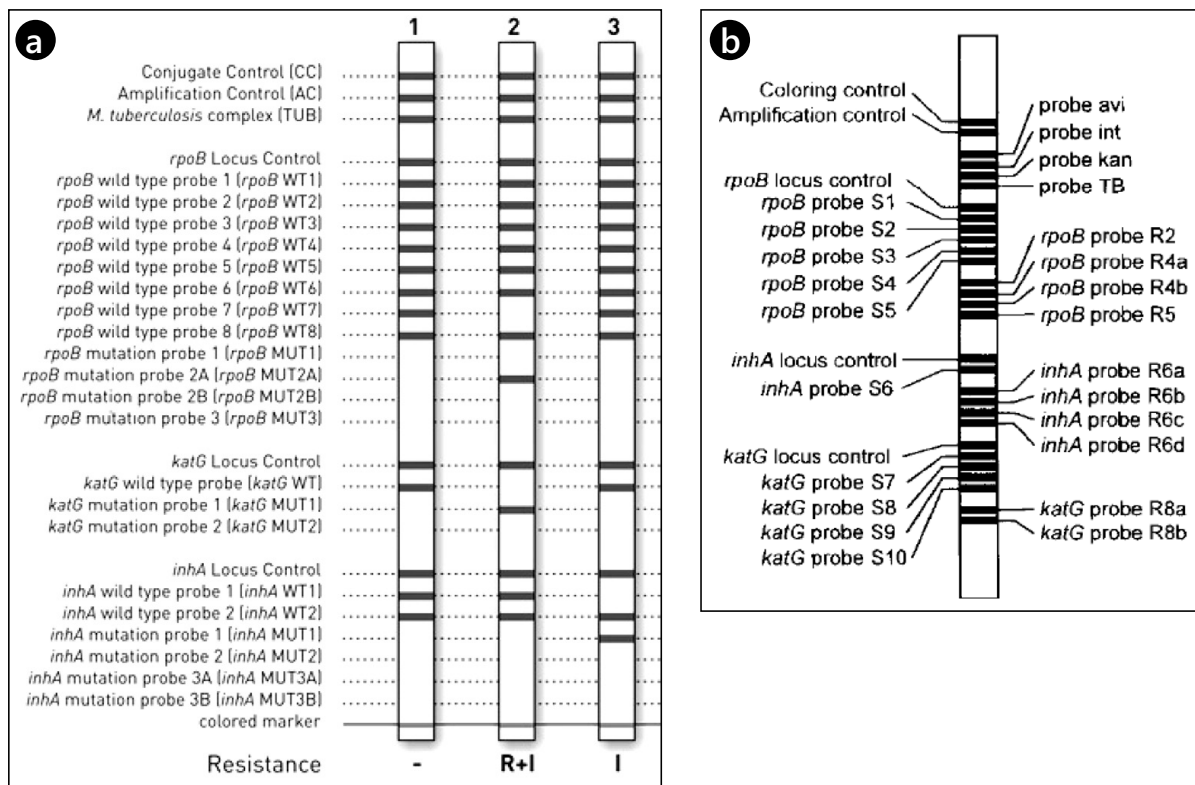 a
1 2 3
Conjugate Control (CC)
Amplification Control (AC)
M. tuberculosis complex (TUB)
rpoB Locus Control
rpoB wild type probe 1 (rpoB WT1)
rpoB wild type probe 2 (rpoB WT2)
rpoB wild type probe 3 (rpoB WT3)
rpoB wild type probe 4 (rpoB WT4)
rpoB wild type probe 5 (rpoB WT5)
rpoB wild type probe 6 (rpoB WT6)
rpoB wild type probe 7 (rpoB WT7)
rpoB wild type probe 8 (rpoB WT8)
rpoB mutation probe 1 (rpoB MUT1)
rpoB mutation probe 2A (rpoB MUT2A)
rpoB mutation probe 2B (rpoB MUT2B)
rpoB mutation probe 3 (rpoB MUT3)
katG Locus Control
katG wild type probe (katG WT)
katG mutation probe 1 (katG MUT1)
katG mutation probe 2 (katG MUT2)
inhA Locus Control
inhA wild type probe 1 (inhA WT1)
inhA wild type probe 2 (inhA WT2)
inhA mutation probe 1 (inhA MUT1)
inhA mutation probe 2 (inhA MUT2)
inhA mutation probe 3A (inhA MUT3A)
inhA mutation probe 3B (inhA MUT3B)
colored marker
Resistance - R+I I
b
Coloring control
Amplification control
rpoB locus control
rpoB probe S1
rpoB probe S2
rpoB probe S3
rpoB probe S4
rpoB probe S5
inhA locus control
inhA probe S6
katG locus control
katG probe S7
katG probe S8
katG probe S9
katG probe S10
probe avi
probe int
probe kan
probe TB
rpoB probe R2
rpoB probe R4a
rpoB probe R4b
rpoB probe R5
inhA probe R6a
inhA probe R6b
inhA probe R6c
inhA probe R6d
katG probe R8a
katG probe R8b